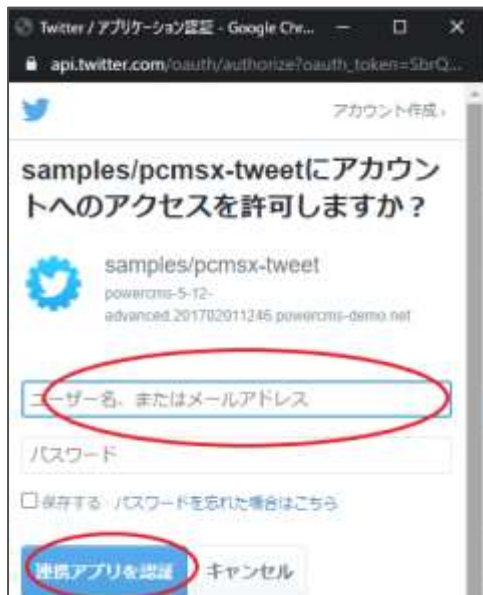 Twitter / アプリケーション認証 - Google Chr...
api.twitter.com/oauth/authorize?oauth_token=SbrQ...
アカウント作成 ›
samples/pcmsx-tweetにアカウン
トへのアクセスを許可しますか？
samples/pcmsx-tweet
powercms-5-12-
advanced.201702011246.powercms-demo.net
ユーザー名、またはメールアドレス
パスワード
保存する · パスワードを忘れた場合はこちら
連携アプリを認証
キャンセル